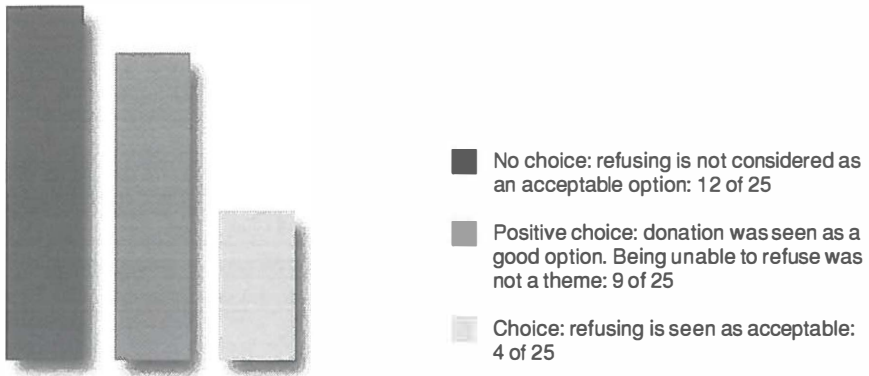 No choice: refusing is not considered as
an acceptable option: 12 of 25
Positive choice: donation was seen as a
good option. Being unable to refuse was
not a theme: 9 of 25
Choice: refusing is seen as acceptable:
4 of 25